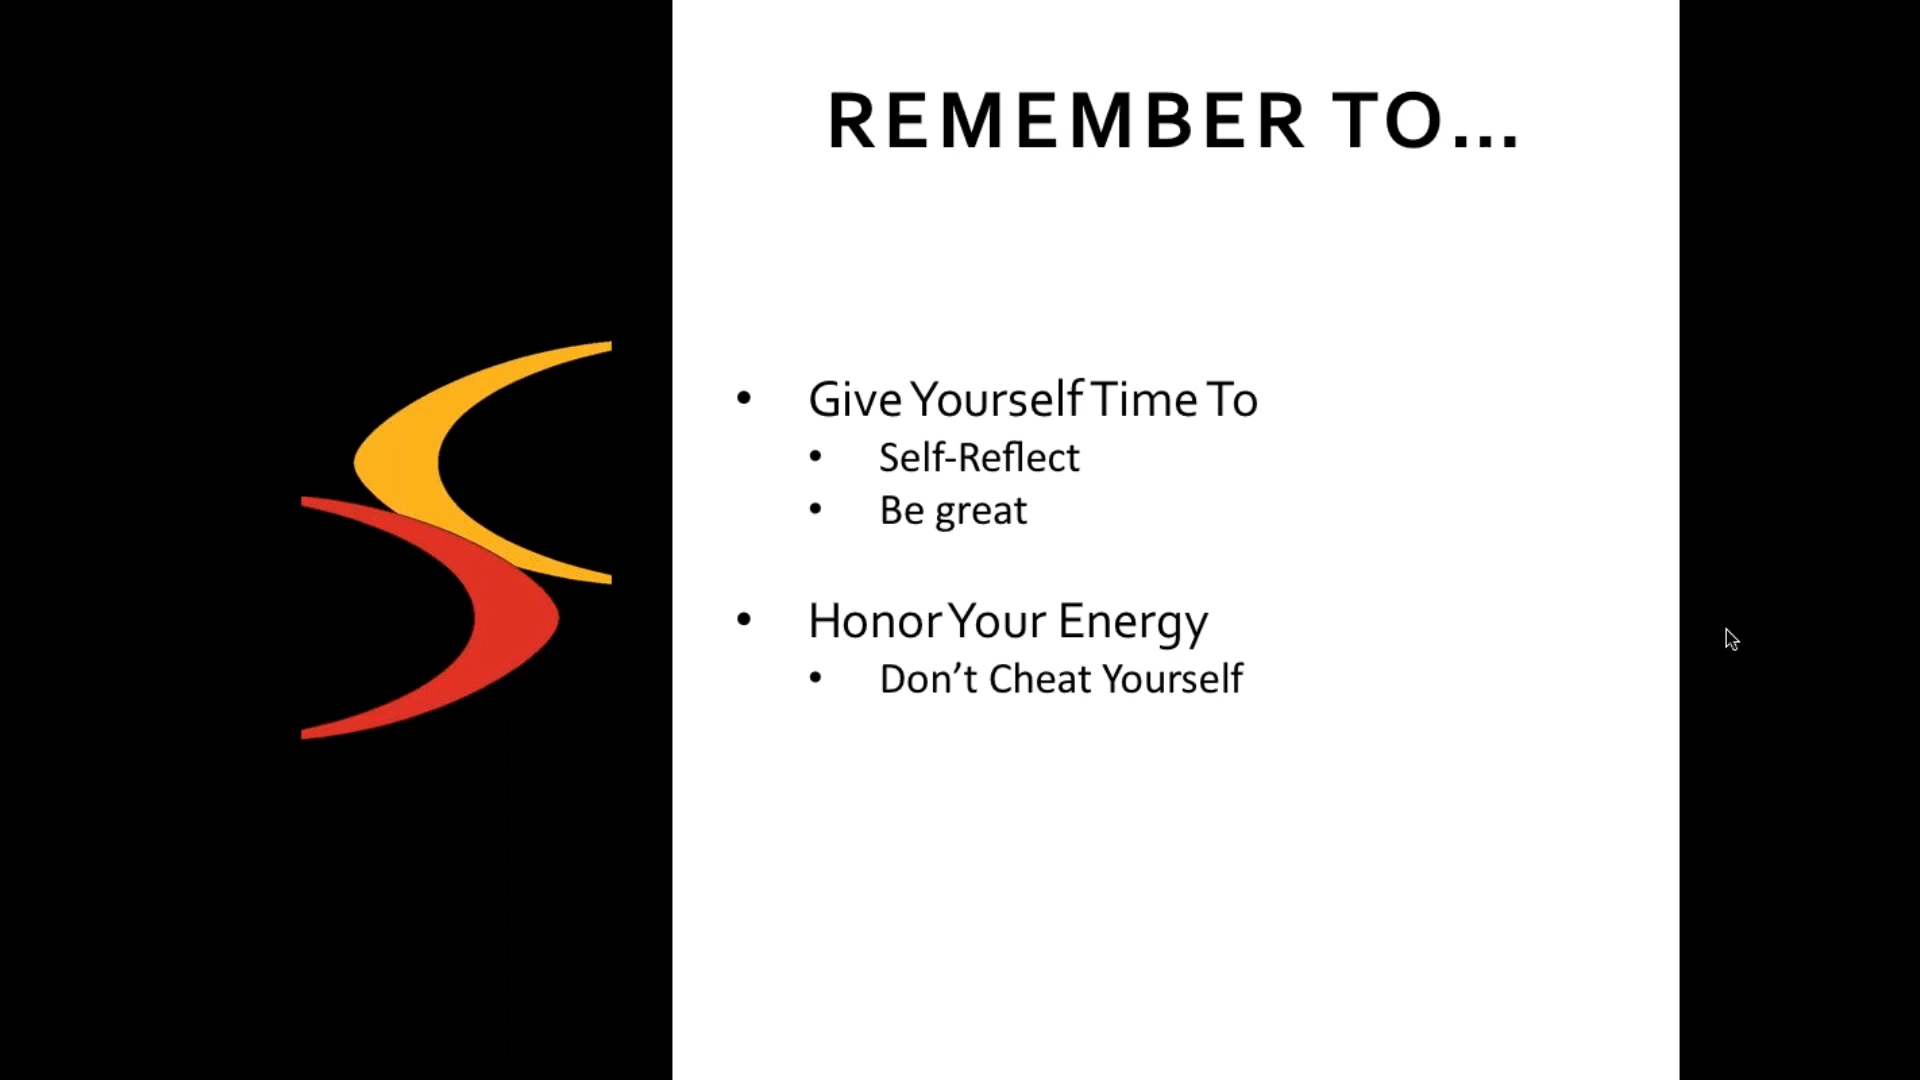 REMEMBER TO...
• Give Yourself Time To
• Self-Reflect
• Be great
• Honor Your Energy
• Don’t Cheat Yourself